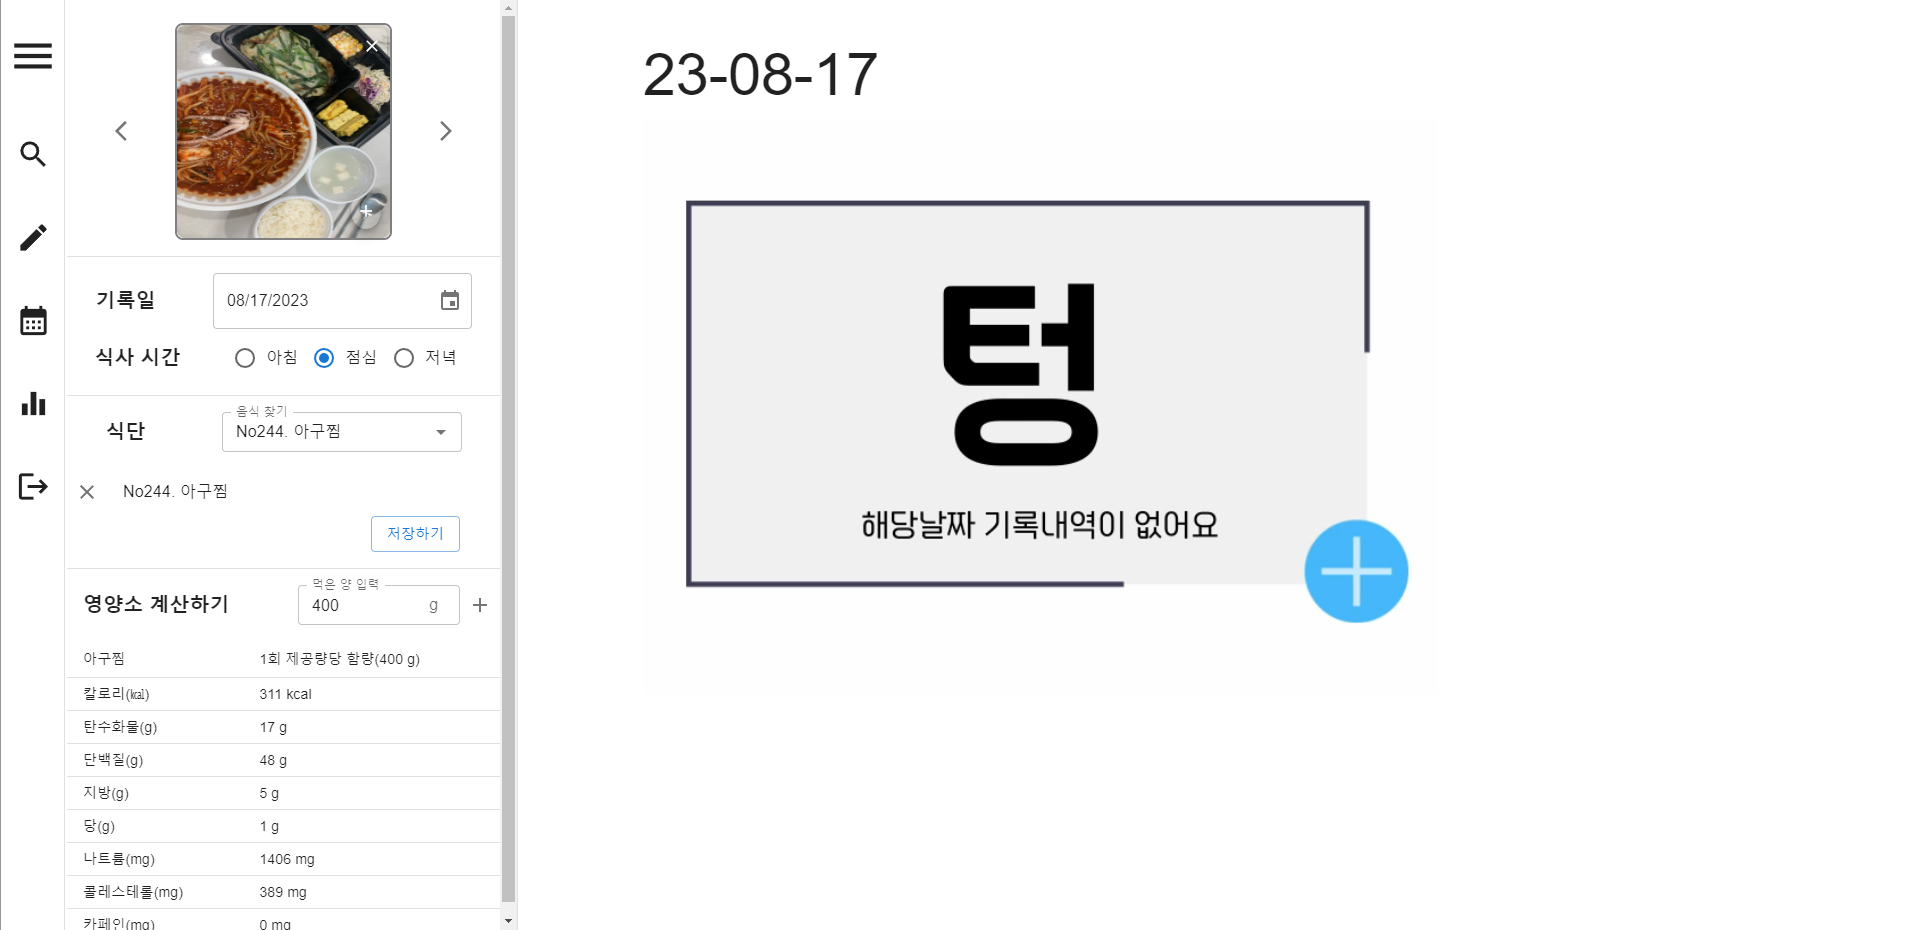 기록일
08/17/2023
식사 시간
아침 점심 저녁
식단
음식 찾기
No244. 아구찜
No244. 아구찜
저장하기
영양소 계산하기
먹은 양 입력
400 g
아구찜 1회 제공량당 함량(400 g)
칼로리(㎉) 311 kcal
탄수화물(g) 17 g
단백질(g) 48 g
지방(g) 5 g
당(g) 1 g
나트륨(mg) 1406 mg
콜레스테롤(mg) 389 mg
카페인(mg) 0 mg
23-08-17
텅
해당날짜 기록내역이 없어요